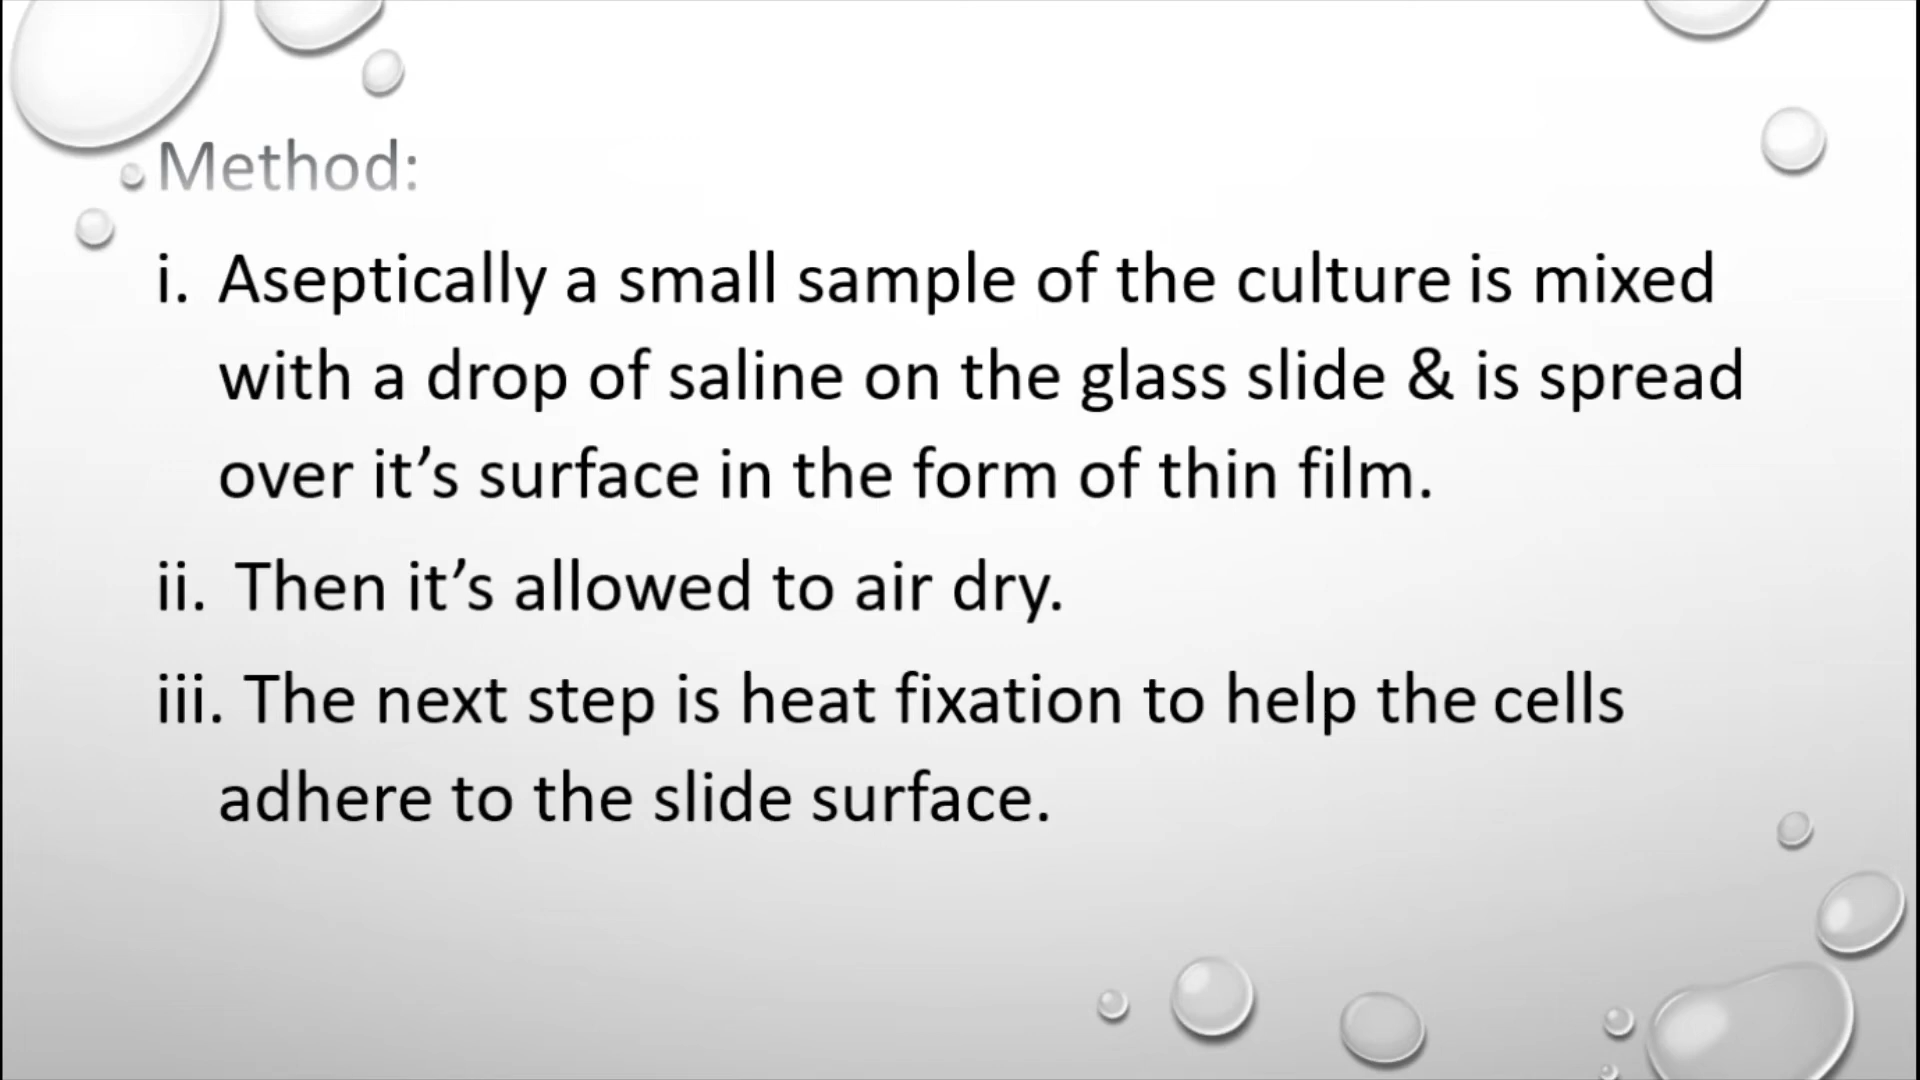 Method:
i. Aseptically a small sample of the culture is mixed
with a drop of saline on the glass slide & is spread
over it’s surface in the form of thin film.
ii. Then it’s allowed to air dry.
iii. The next step is heat fixation to help the cells
adhere to the slide surface.